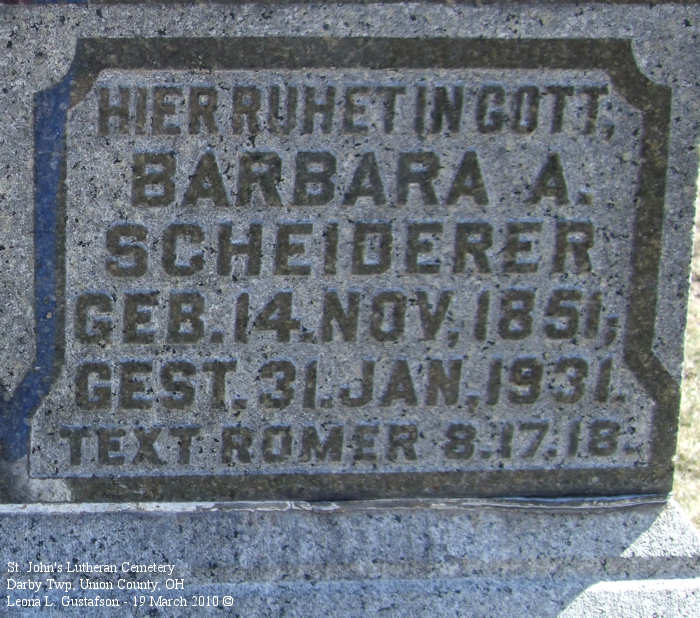 HIER RUHET IN GOTT,
BARBARA A.
SCHEIDERER
GEB. 14. NOV, 1851,
GEST, 31. JAN, 1931.
TEXT ROMER 8.17.18.
St. John's Lutheran Cemetery
Darby Twp, Union County, OH
Leona L. Gustafson - 19 March 2010 ©